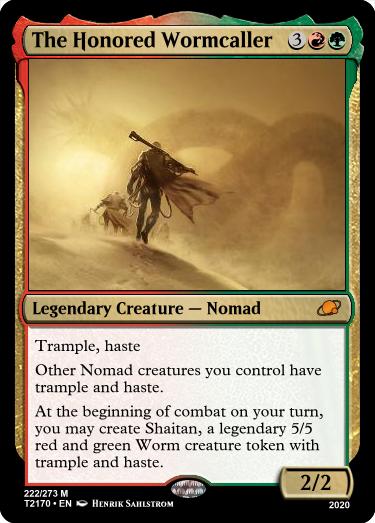 The Honored Wormcaller 3
Legendary Creature — Nomad
Trample, haste
Other Nomad creatures you control have
trample and haste.
At the beginning of combat on your turn,
you may create Shaitan, a legendary 5/5
red and green Worm creature token with
trample and haste.
2/2
222/273 M
T2170 • EN Henrik Sahlstrom
2020